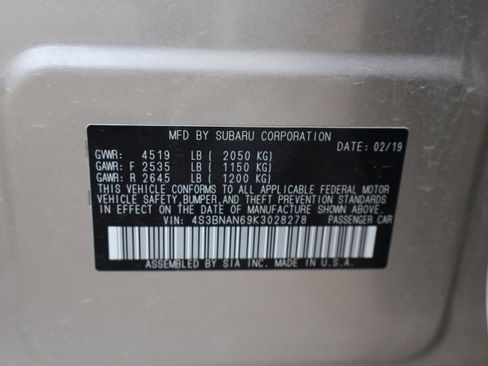 MFD BY SUBARU CORPORATION
DATE: 02/19
GVWR: 4519 LB ( 2050 KG)
GAWR: F 2535 LB ( 1150 KG)
GAWR: R 2645 LB ( 1200 KG)
THIS VEHICLE CONFORMS TO ALL APPLICABLE FEDERAL MOTOR
VEHICLE SAFETY, BUMPER, AND THEFT PREVENTION STANDARDS
IN EFFECT ON THE DATE OF MANUFACTURE SHOWN ABOVE.
VIN: 4S3BNAN69K3028278 PASSENGER CAR
ASSEMBLED BY SIA INC. MADE IN U.S.A.